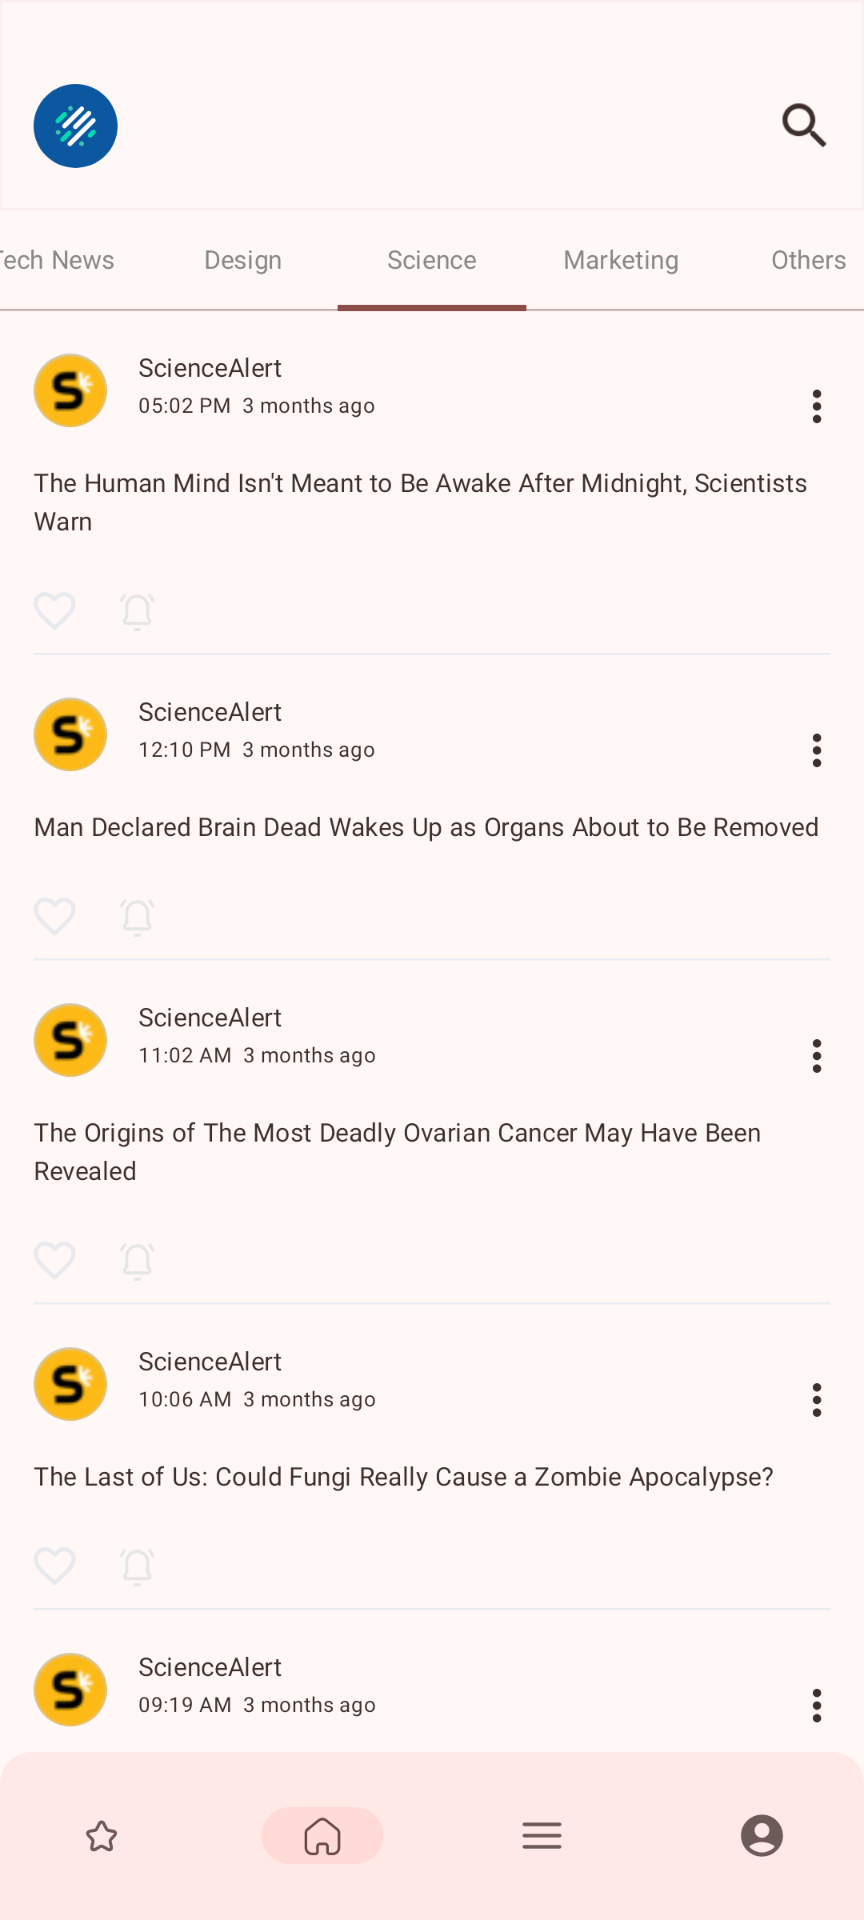 Tech News Design Science Marketing Others
ScienceAlert
05:02 PM 3 months ago
The Human Mind Isn't Meant to Be Awake After Midnight, Scientists
Warn
ScienceAlert
12:10 PM 3 months ago
Man Declared Brain Dead Wakes Up as Organs About to Be Removed
ScienceAlert
11:02 AM 3 months ago
The Origins of The Most Deadly Ovarian Cancer May Have Been
Revealed
ScienceAlert
10:06 AM 3 months ago
The Last of Us: Could Fungi Really Cause a Zombie Apocalypse?
ScienceAlert
09:19 AM 3 months ago